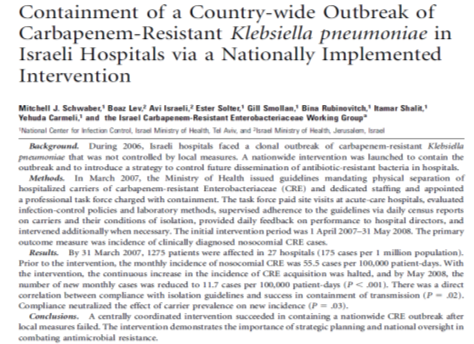 Containment of a Country-wide Outbreak of
Carbapenem-Resistant Klebsiella pneumoniae in
Israeli Hospitals via a Nationally Implemented
Intervention
Mitchell J. Schwaber,¹ Boaz Lev,² Avi Israeli,² Ester Solter,¹ Gill Smollan,¹ Bina Rubinovitch,¹ Itamar Shalit,¹
Yehuda Carmeli,¹ and the Israel Carbapenem-Resistant Enterobacteriaceae Working Groupᵃ
¹National Center for Infection Control, Israel Ministry of Health, Tel Aviv, and ²Israel Ministry of Health, Jerusalem, Israel
Background. During 2006, Israeli hospitals faced a clonal outbreak of carbapenem-resistant Klebsiella
pneumoniae that was not controlled by local measures. A nationwide intervention was launched to contain the
outbreak and to introduce a strategy to control future dissemination of antibiotic-resistant bacteria in hospitals.
Methods. In March 2007, the Ministry of Health issued guidelines mandating physical separation of
hospitalized carriers of carbapenem-resistant Enterobacteriaceae (CRE) and dedicated staffing and appointed
a professional task force charged with containment. The task force paid site visits at acute-care hospitals, evaluated
infection-control policies and laboratory methods, supervised adherence to the guidelines via daily census reports
on carriers and their conditions of isolation, provided daily feedback on performance to hospital directors, and
intervened additionally when necessary. The initial intervention period was 1 April 2007–31 May 2008. The primary
outcome measure was incidence of clinically diagnosed nosocomial CRE cases.
Results. By 31 March 2007, 1275 patients were affected in 27 hospitals (175 cases per 1 million population).
Prior to the intervention, the monthly incidence of nosocomial CRE was 55.5 cases per 100,000 patient-days. With
the intervention, the continuous increase in the incidence of CRE acquisition was halted, and by May 2008, the
number of new monthly cases was reduced to 11.7 cases per 100,000 patient-days (P < .001). There was a direct
correlation between compliance with isolation guidelines and success in containment of transmission (P = .02).
Compliance neutralized the effect of carrier prevalence on new incidence (P = .03).
Conclusions. A centrally coordinated intervention succeeded in containing a nationwide CRE outbreak after
local measures failed. The intervention demonstrates the importance of strategic planning and national oversight in
combating antimicrobial resistance.